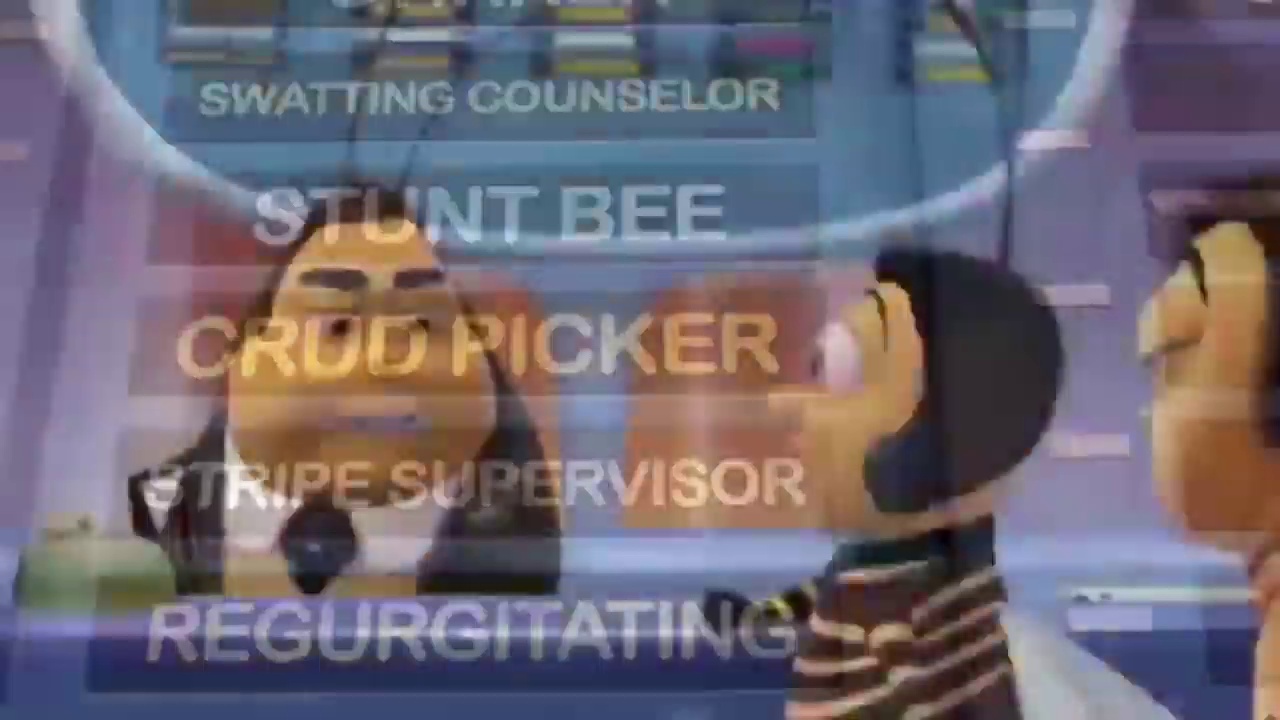 SWATTING COUNSELOR
STUNT BEE
CRUD PICKER
STRIPE SUPERVISOR
REGURGITATING